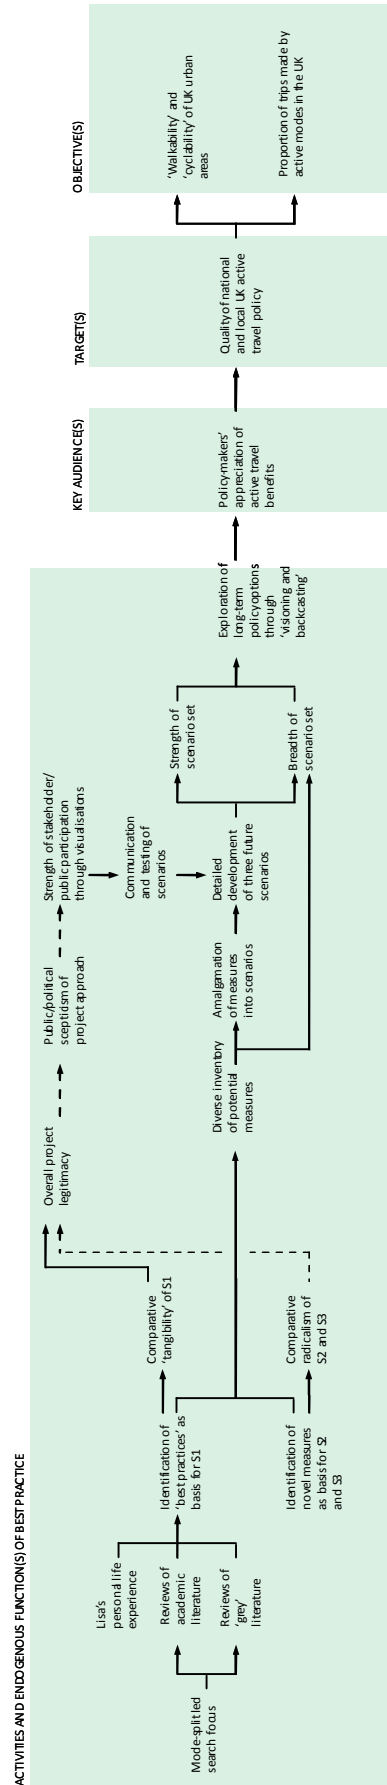 ACTIVITIES AND ENDOGENOUS FUNCTION(S) OF BEST PRACTICE
Mode-split led
search focus
Lisa's
personal life
experience
Reviews of
academic
literature
Reviews of
'grey'
literature
Identification of
'best practices' as
basis for S1
Identification of
novel measures
as basis for S2
and S3
Comparative
'tangibility' of S1
Comparative
radicalism of
S2 and S3
Overall project
legitimacy
Public/political
scepticism of
project approach
Strength of stakeholder/
public participation
through visualisations
Communication
and testing of
scenarios
Diverse inventory
of potential
measures
Amalgamation
of measures
into scenarios
Detailed
development
of three future
scenarios
Strength of
scenario set
Breadth of
scenario set
Exploration of
long-term
policy options
through
'visioning and
backcasting'
KEY AUDIENCE(S)
Policy-makers'
appreciation of
active travel
benefits
TARGET(S)
Quality of national
and local UK active
travel policy
OBJECTIVE(S)
'Walkability' and
'cyclability' of UK urban
areas
Proportion of trips made by
active modes in the UK